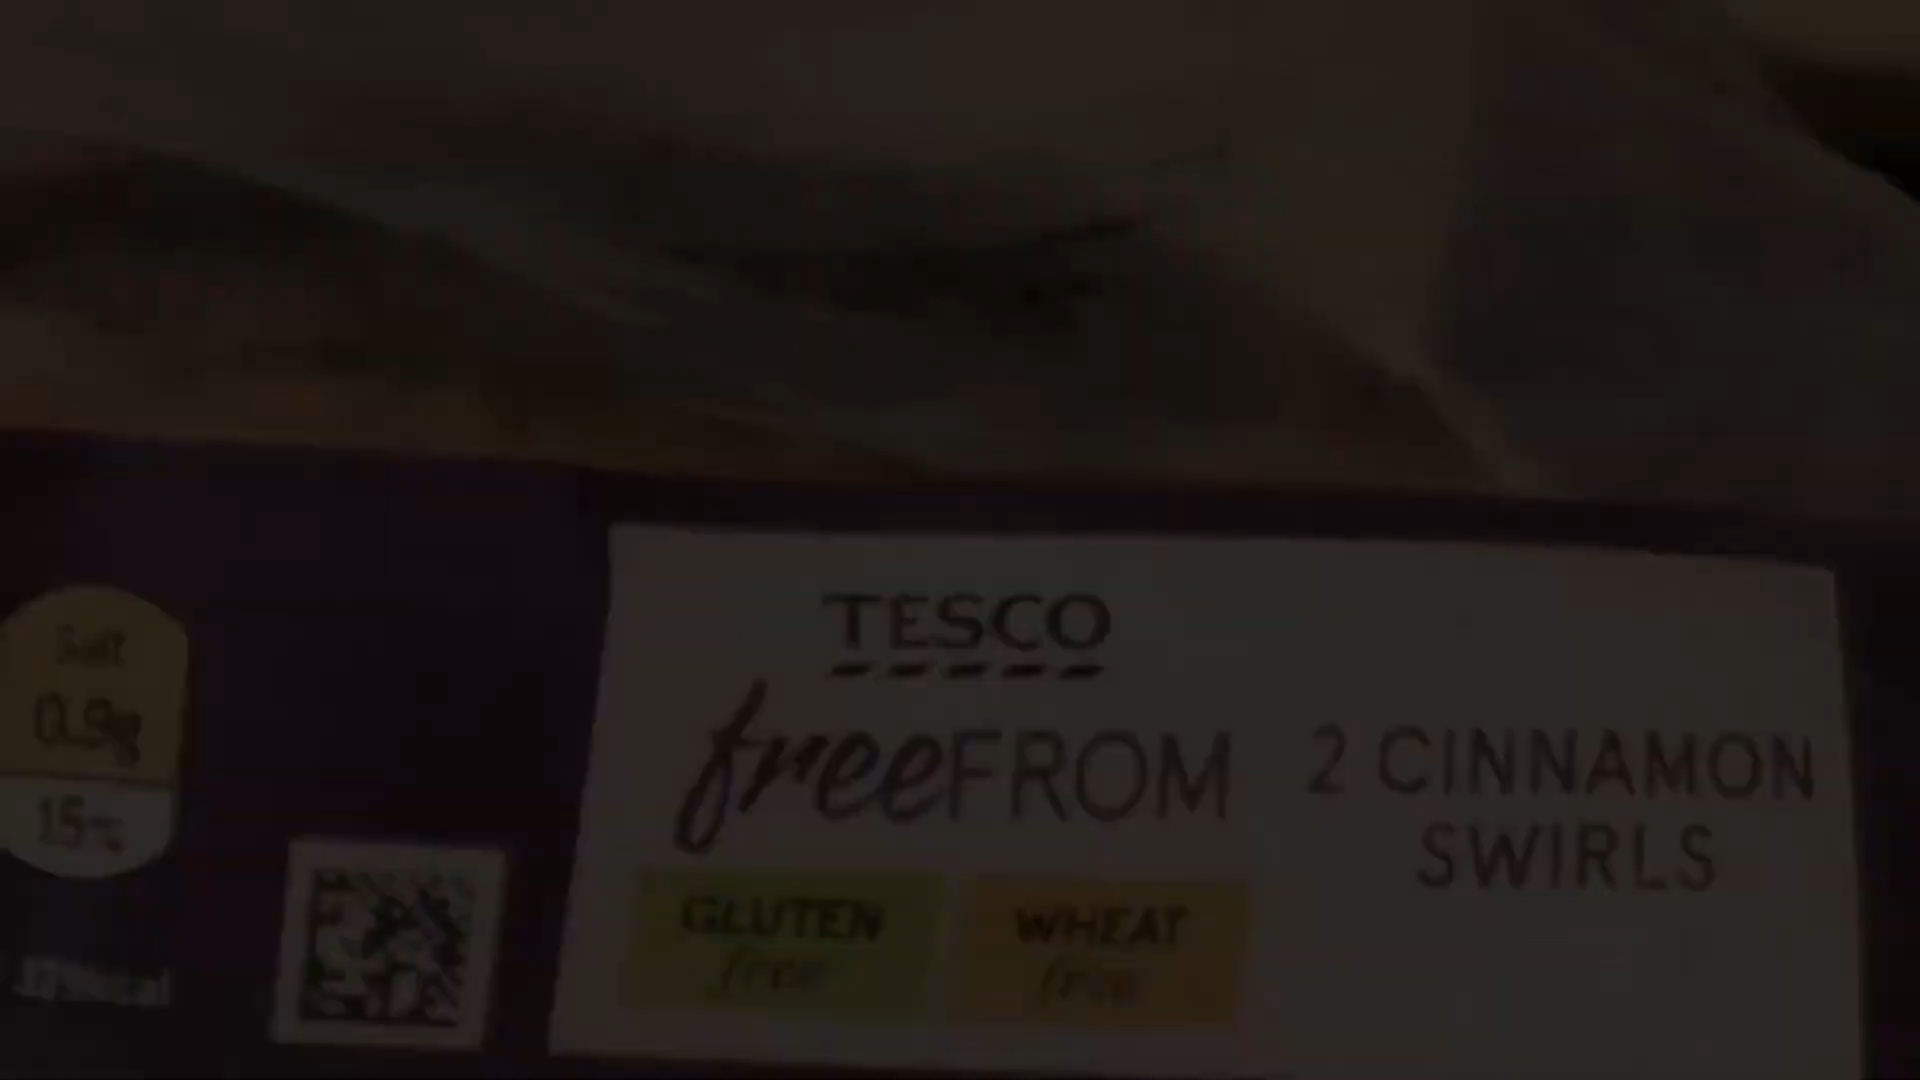 TESCO
freeFROM
2 CINNAMON
SWIRLS
GLUTEN
free
WHEAT
free
Salt
0.9g
15%